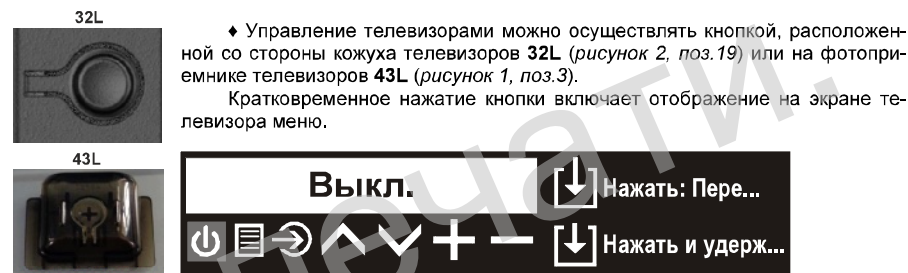 32L
♦ Управление телевизорами можно осуществлять кнопкой, расположен-
ной со стороны кожуха телевизоров 32L (рисунок 2, поз.19) или на фотопри-
емнике телевизоров 43L (рисунок 1, поз.3).
Кратковременное нажатие кнопки включает отображение на экране те-
левизора меню.
43L
Выкл.
Нажать: Пере...
Нажать и удерж...
печати.